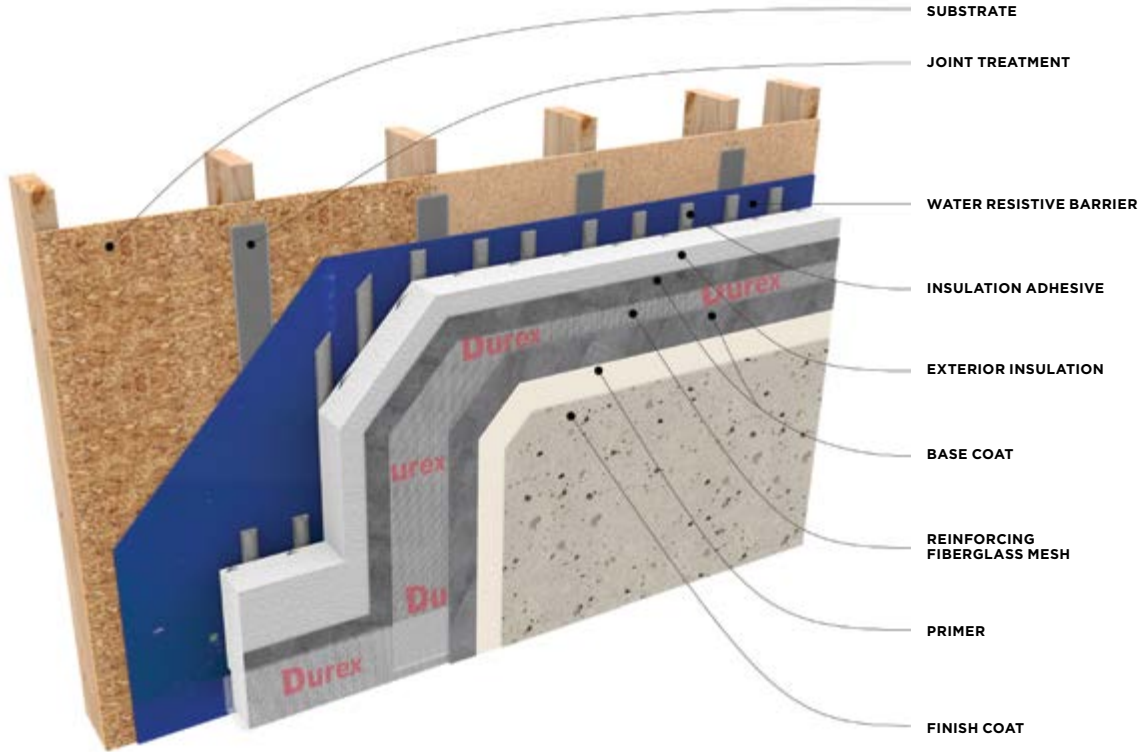 SUBSTRATE
JOINT TREATMENT
WATER RESISTIVE BARRIER
INSULATION ADHESIVE
EXTERIOR INSULATION
BASE COAT
REINFORCING
FIBERGLASS MESH
PRIMER
FINISH COAT
Durex
Durex
urex
Du
Durex